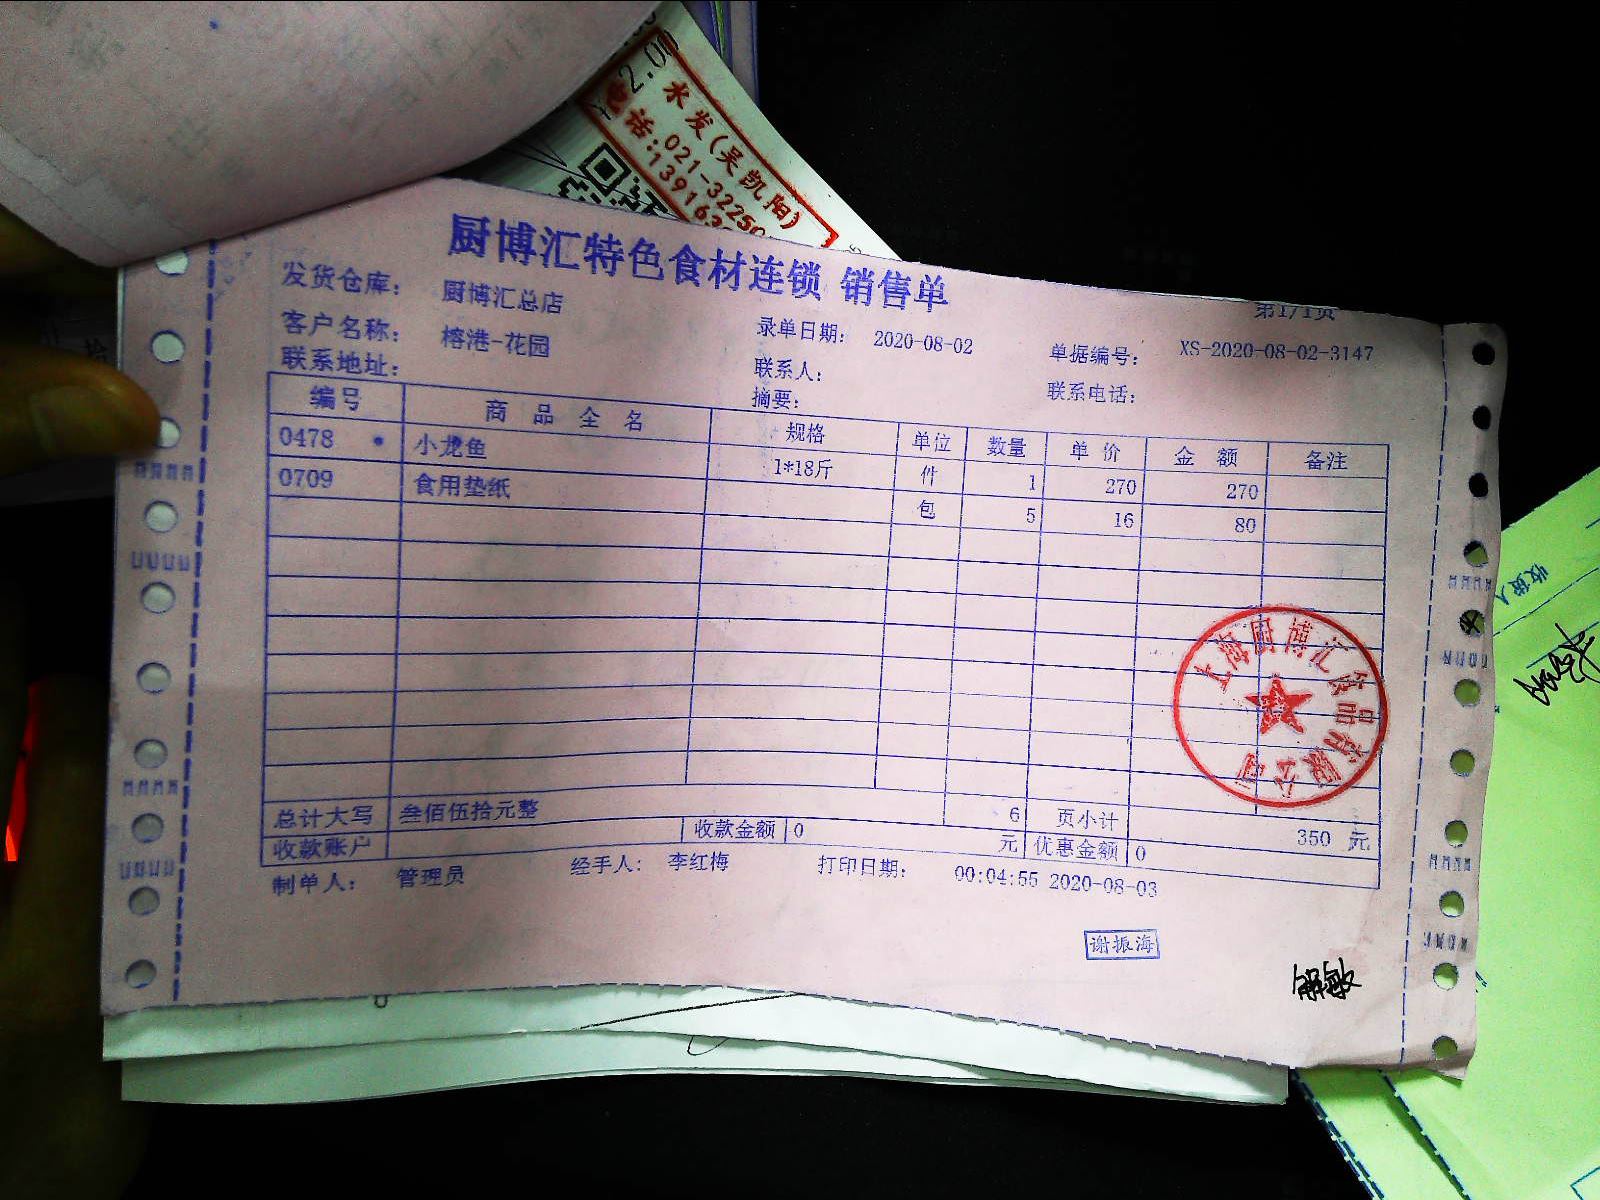 水发(吴凯阳)
电话:021-3225
厨博汇特色食材连锁 销售单
第1/1页
发货仓库: 厨博汇总店
客户名称: 榕港-花园 录单日期: 2020-08-02 单据编号: XS-2020-08-02-3147
联系地址: 联系人: 联系电话:
摘要:
编号 商品全名 规格 单位 数量 单价 金额 备注
0478 小龙鱼 1*18斤 件 1 270 270
0709 食用垫纸 包 5 16 80
总计大写 叁佰伍拾元整 6 页小计 350 元
收款账户 收款金额 0 元 优惠金额 0
制单人: 管理员 经手人: 李红梅 打印日期: 00:04:55 2020-08-03
上海厨博汇食品有限公司
谢振海
收货人